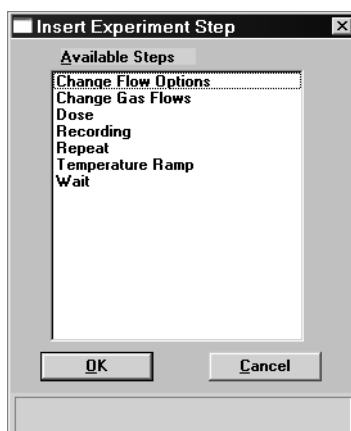 Insert Experiment Step
Available Steps
Change Flow Options
Change Gas Flows
Dose
Recording
Repeat
Temperature Ramp
Wait
OK
Cancel